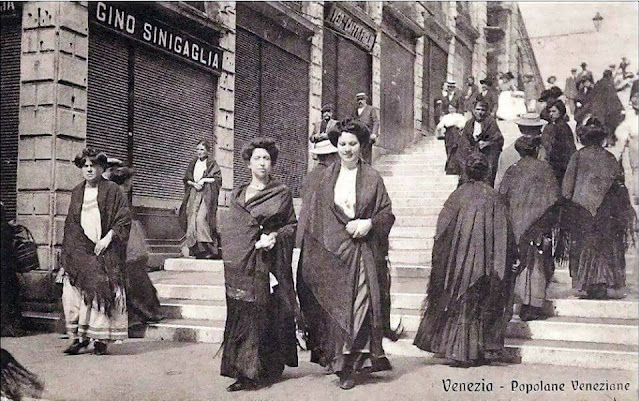 GINO SINIGAGLIA
Venezia - Popolane Veneziane